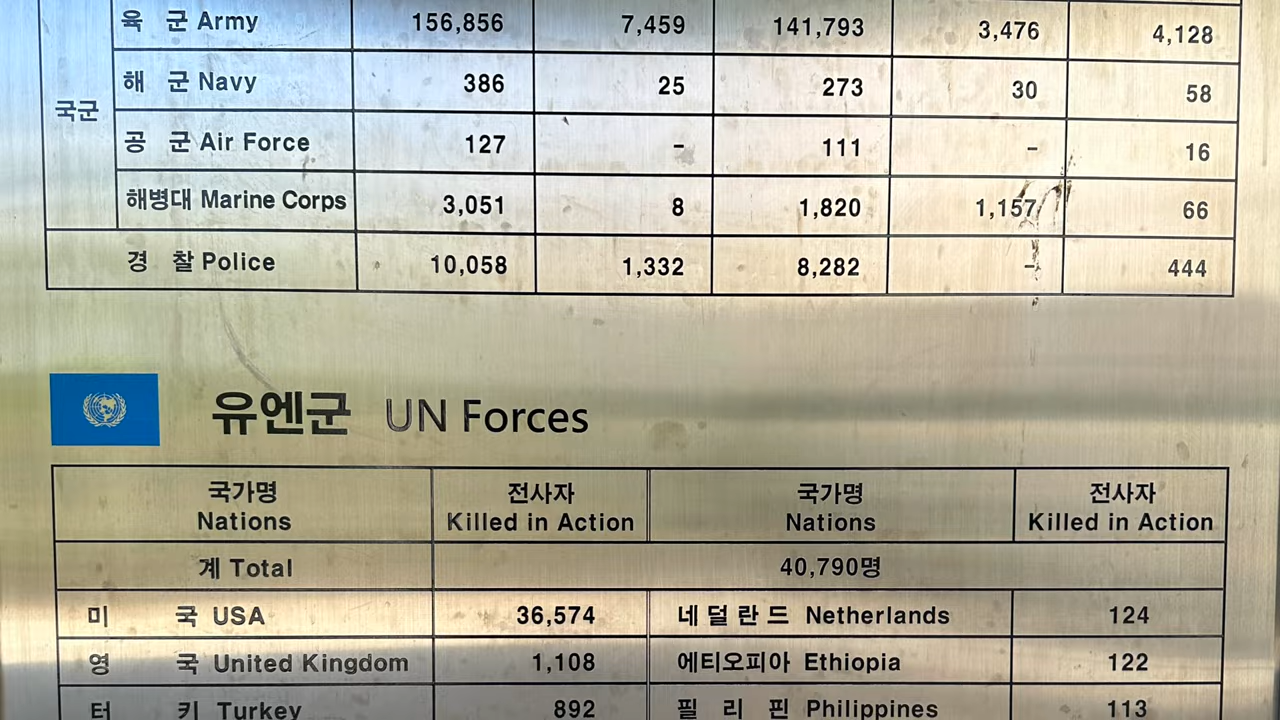 육 군 Army 156,856 7,459 141,793 3,476 4,128
해 군 Navy 386 25 273 30 58
국군
공 군 Air Force 127 – 111 – 16
해병대 Marine Corps 3,051 8 1,820 1,157 66
경 찰 Police 10,058 1,332 8,282 – 444
유엔군 UN Forces
국가명 전사자 국가명 전사자
Nations Killed in Action Nations Killed in Action
계 Total 40,790명
미 국 USA 36,574 네덜란드 Netherlands 124
영 국 United Kingdom 1,108 에티오피아 Ethiopia 122
터 키 Turkey 892 필 리 핀 Philippines 113